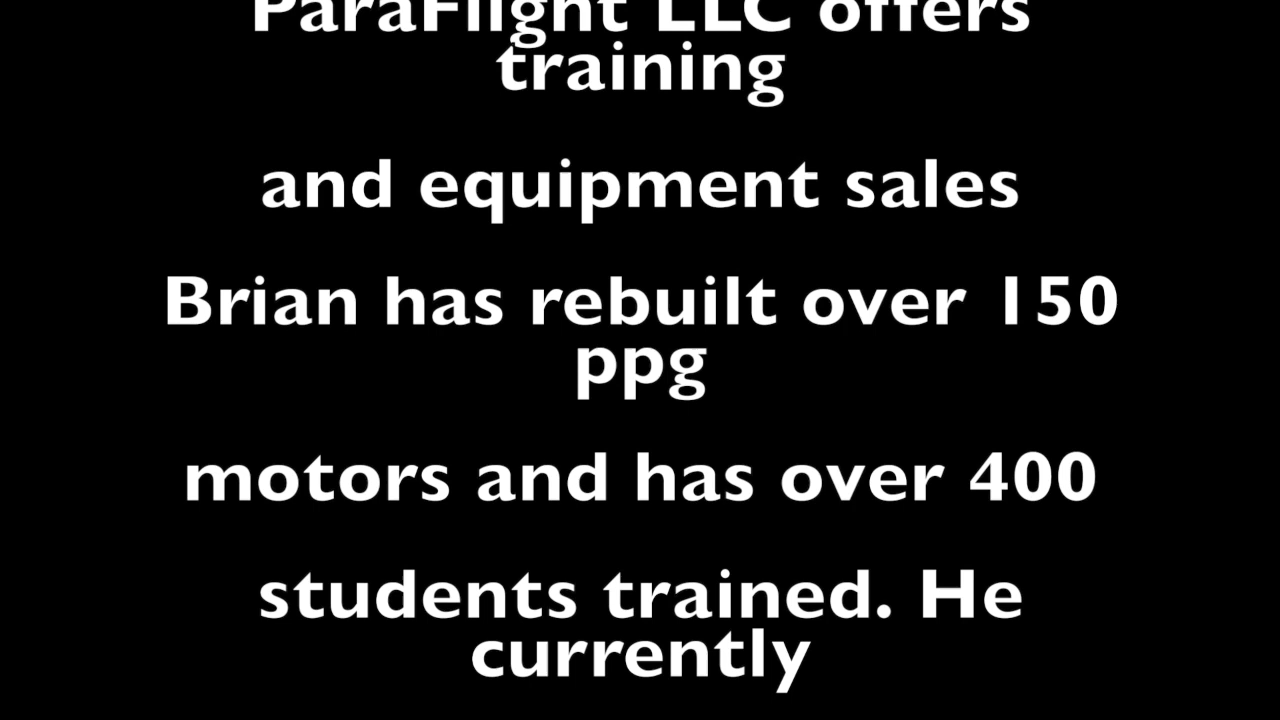 ParaFlight LLC offers
training
and equipment sales
Brian has rebuilt over 150
ppg
motors and has over 400
students trained. He
currently